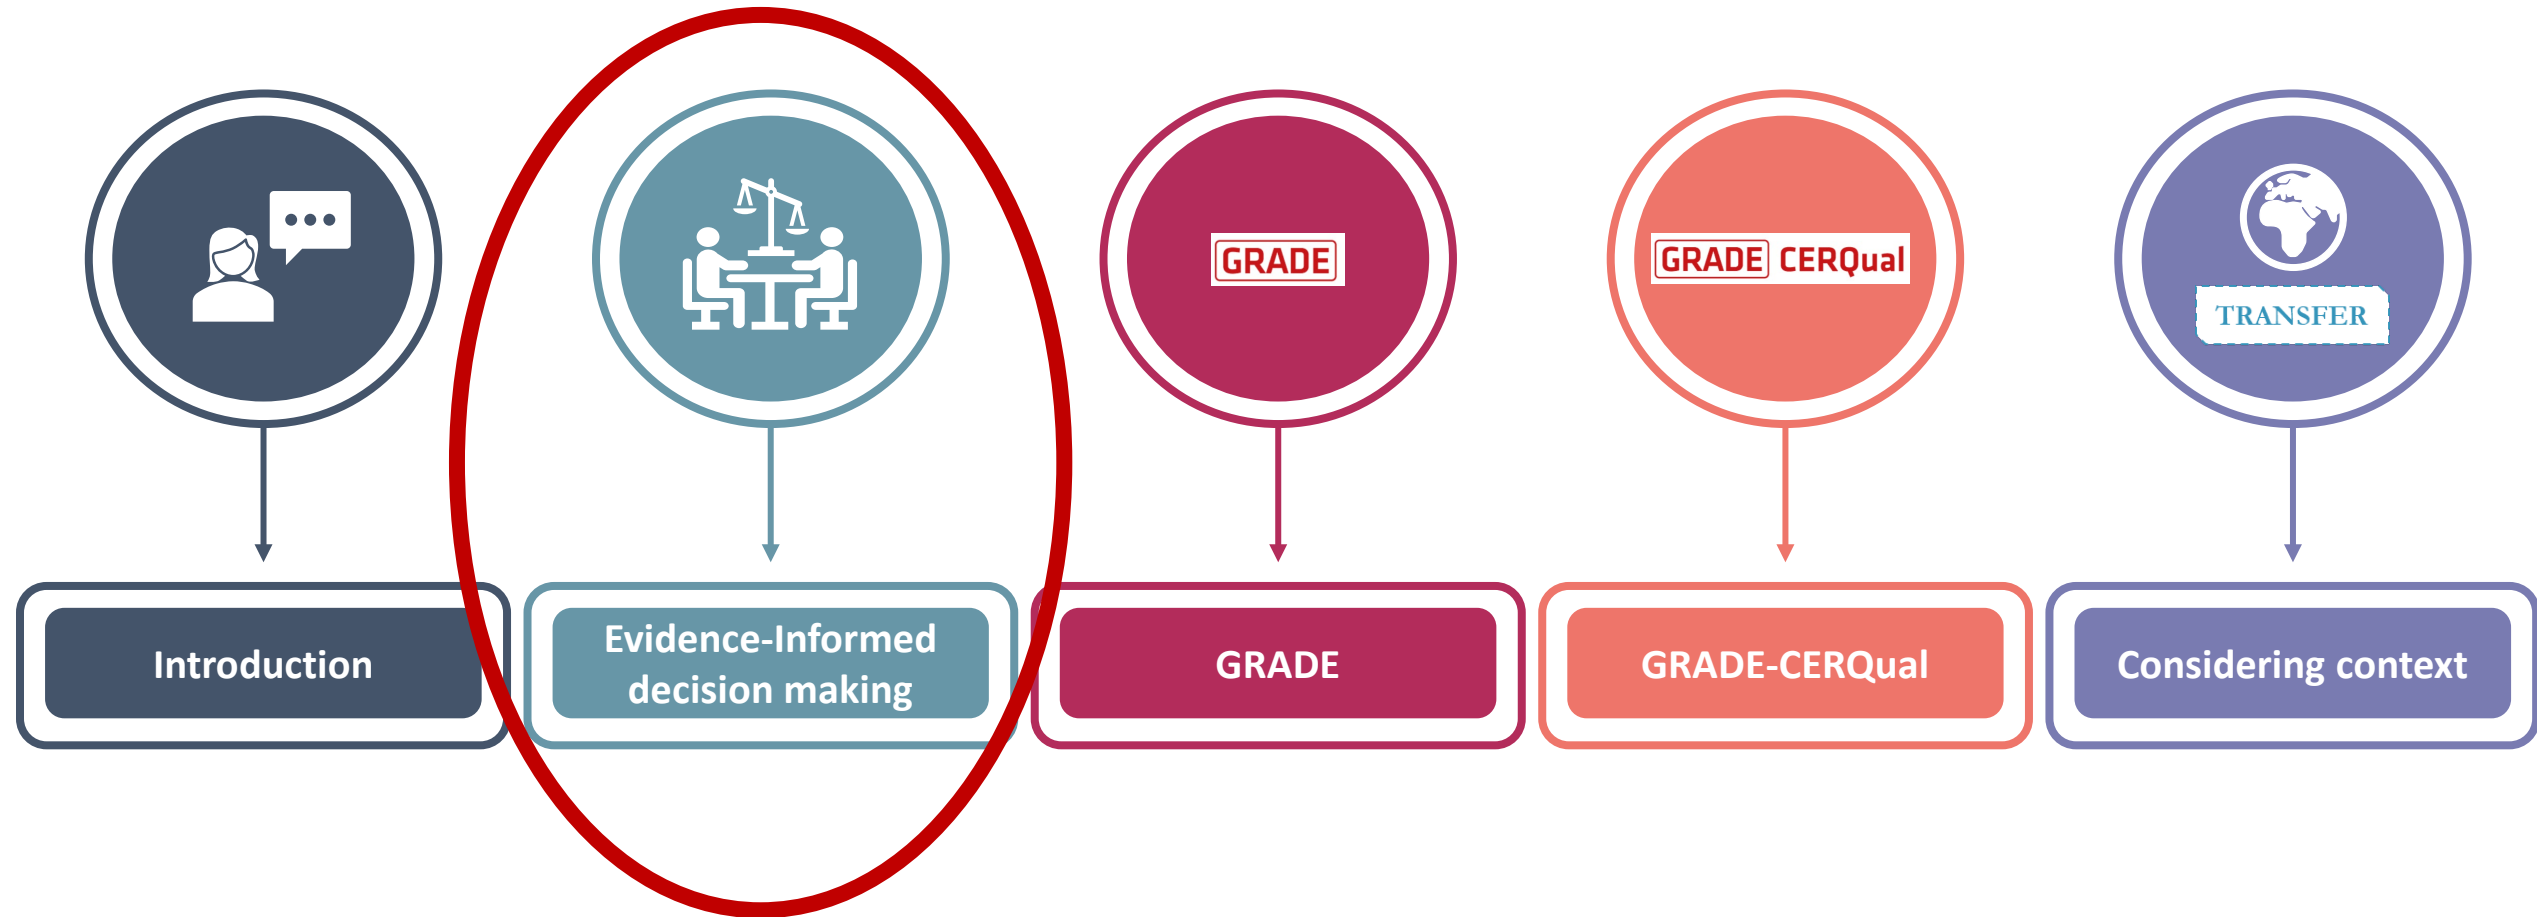 GRADE
GRADE CERQual
TRANSFER
Introduction
Evidence-Informed
decision making
GRADE
GRADE-CERQual
Considering context